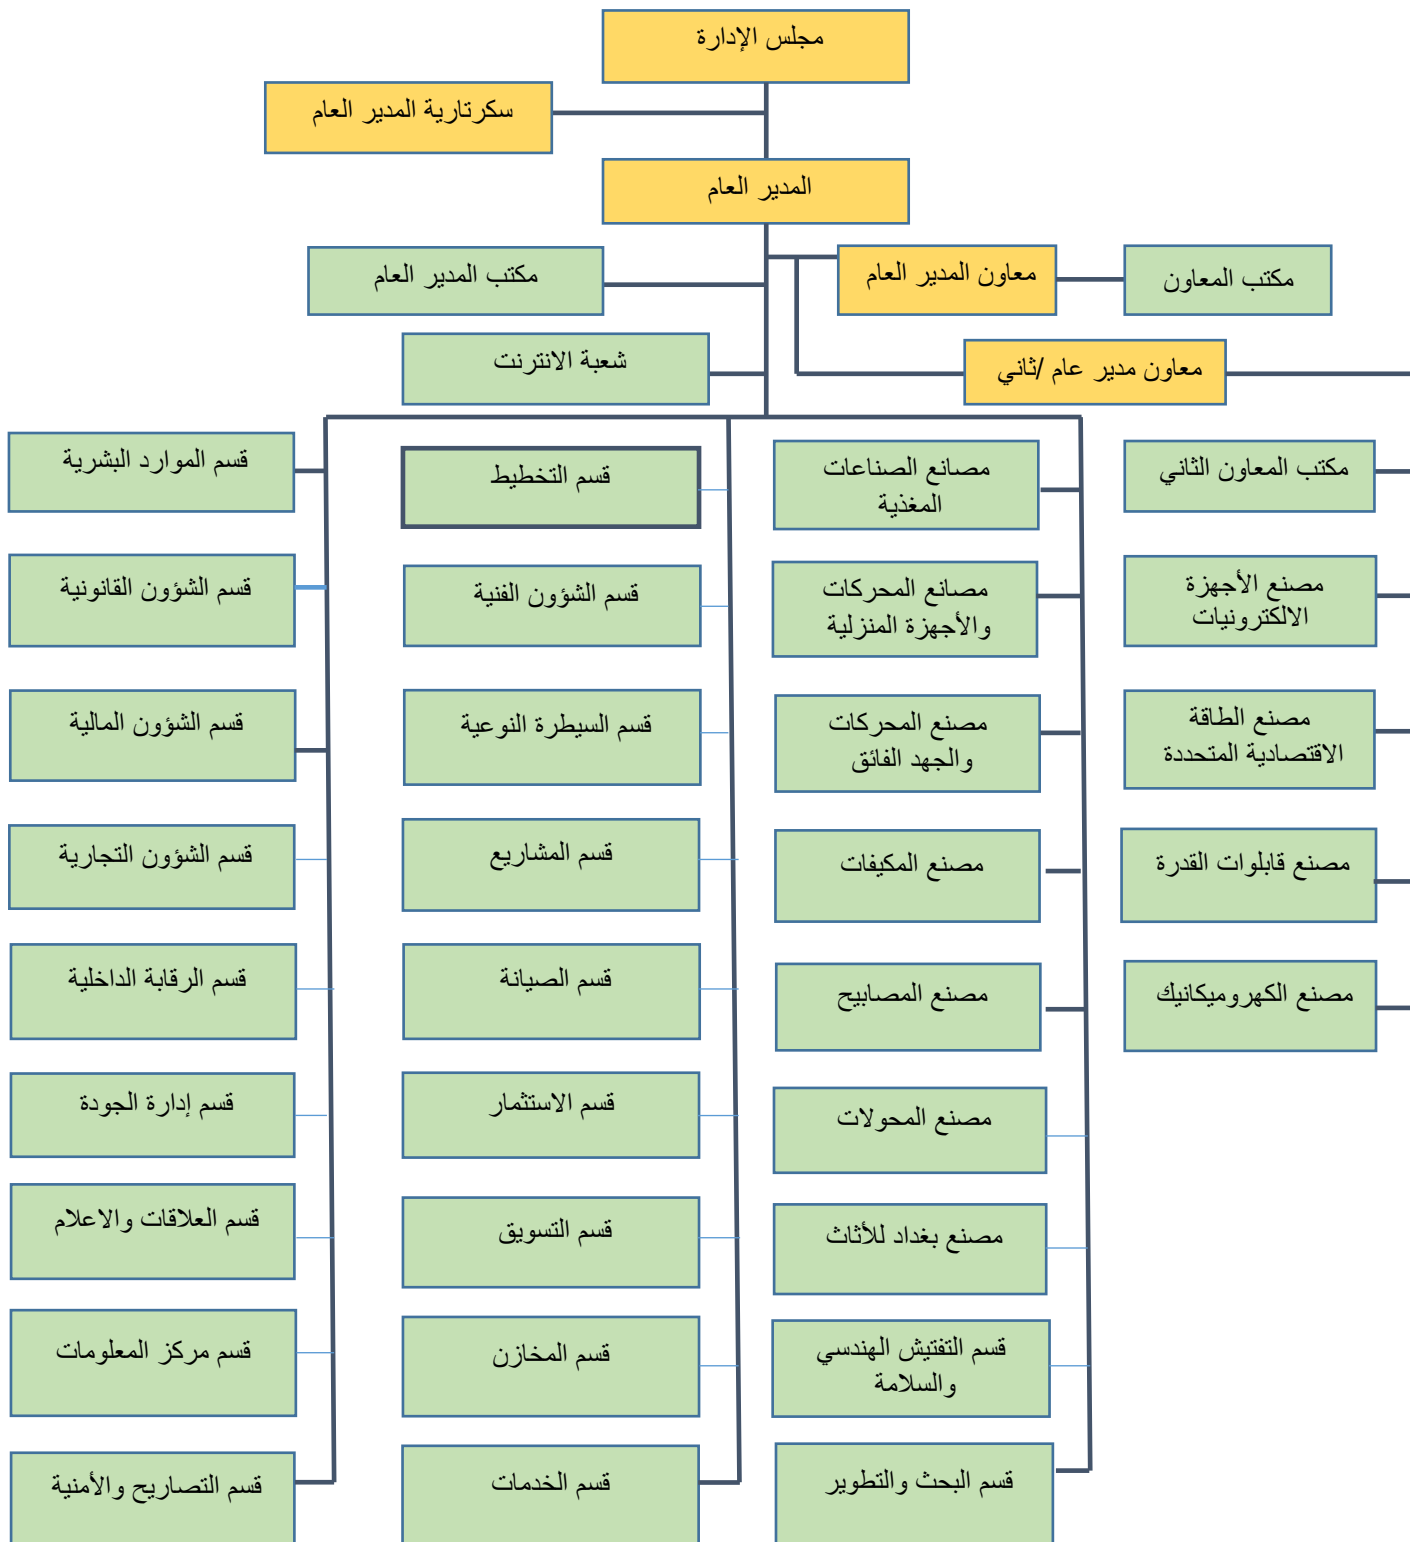 مجلس الإدارة
سكرتارية المدير العام
المدير العام
معاون المدير العام
مكتب المعاون
مكتب المدير العام
معاون مدير عام /ثاني
شعبة الانترنت
مكتب المعاون الثاني
مصنع الأجهزة
الالكترونيات
مصنع الطاقة
الاقتصادية المتحددة
مصنع قابلوات القدرة
مصنع الكهروميكانيك
مصانع الصناعات
المغذية
مصانع المحركات
والأجهزة المنزلية
مصنع المحركات
والجهد الفائق
مصنع المكيفات
مصنع المصابيح
مصنع المحولات
مصنع بغداد للأثاث
قسم التفتيش الهندسي
والسلامة
قسم البحث والتطوير
قسم التخطيط
قسم الشؤون الفنية
قسم السيطرة النوعية
قسم المشاريع
قسم الصيانة
قسم الاستثمار
قسم التسويق
قسم المخازن
قسم الخدمات
قسم الموارد البشرية
قسم الشؤون القانونية
قسم الشؤون المالية
قسم الشؤون التجارية
قسم الرقابة الداخلية
قسم إدارة الجودة
قسم العلاقات والاعلام
قسم مركز المعلومات
قسم التصاريح والأمنية